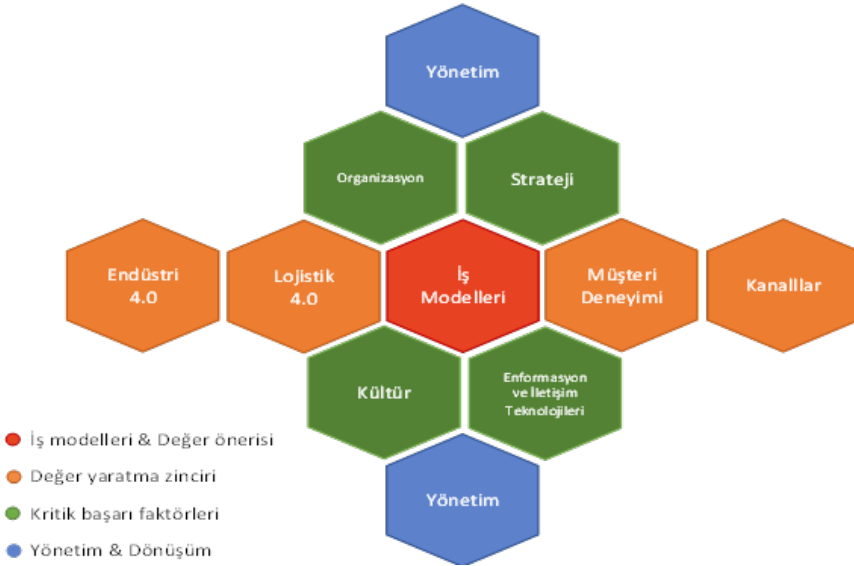 Yönetim
Organizasyon
Strateji
Endüstri
4.0
Lojistik
4.0
İş
Modelleri
Müşteri
Deneyimi
Kanalllar
Kültür
Enformasyon
ve İletişim
Teknolojileri
Yönetim
İş modelleri & Değer önerisi
Değer yaratma zinciri
Kritik başarı faktörleri
Yönetim & Dönüşüm